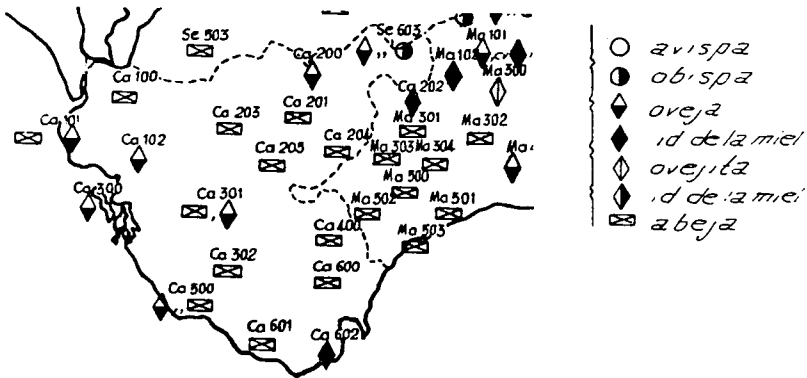 Se 503
Se 603
Ma 101
Ca 200
Ma 102
Ca 100
Ca 202
Ma 300
Ca 201
Ca 203
Ma 301
Ma 302
Ca 101
Ca 102
Ca 204
Ma 303
Ma 304
Ca 205
Ma 4
Ma 500
Ca 300
Ca 301
Ma 502
Ma 501
Ca 400
Ma 503
Ca 302
Ca 600
Ca 500
Ca 601
Ca 602
avispa
obispa
oveja
id de la miel
ovejita
id de la miel
abeja